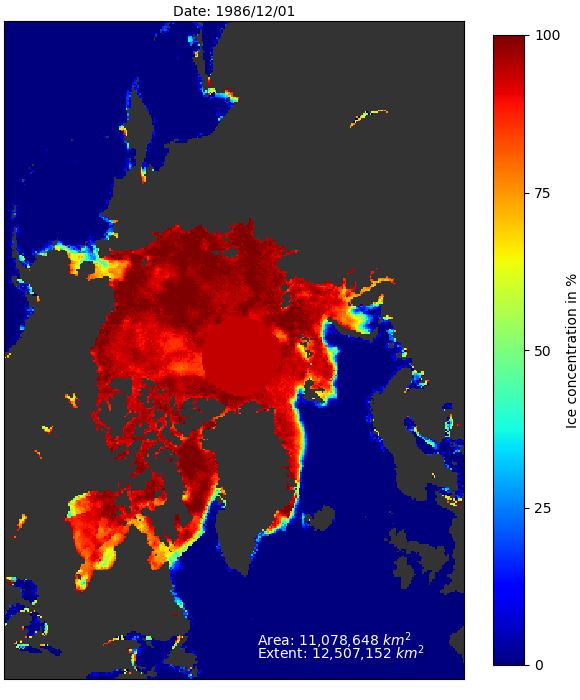 Date: 1986/12/01
100
75
50
25
0
Ice concentration in %
Area: 11,078,648 km²
Extent: 12,507,152 km²